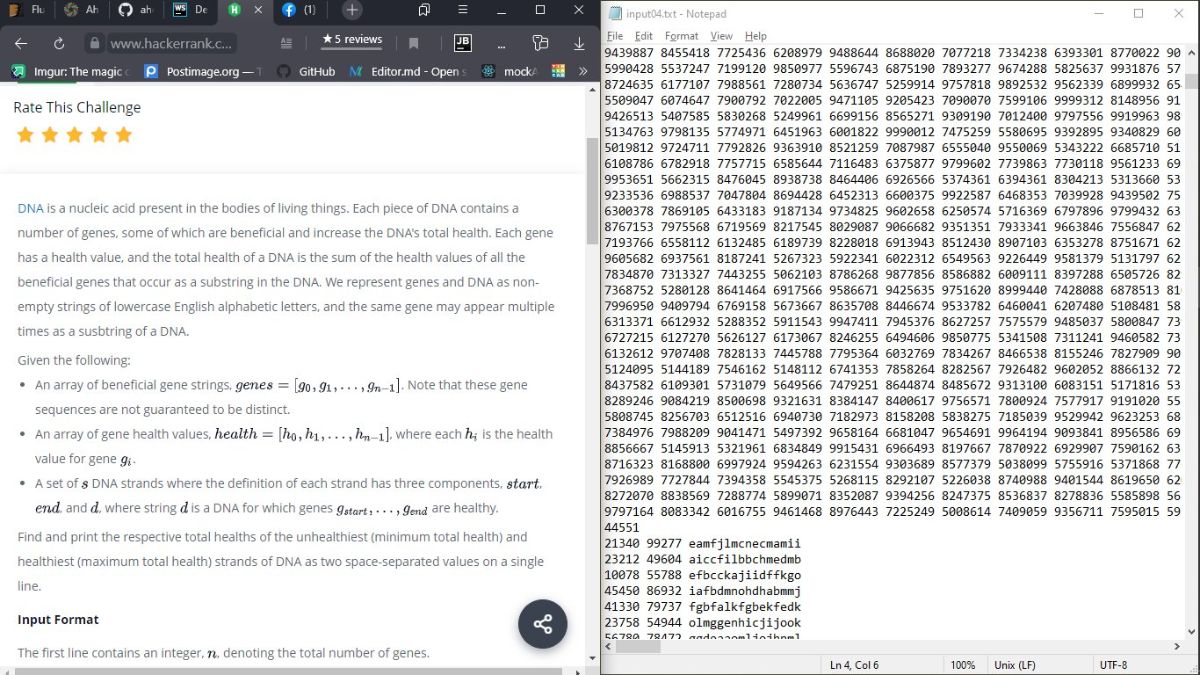 Flu
Ah
ah
WS
De
(1)
www.hackerrank.c...
★5 reviews
JB
Imgur: The magic
Postimage.org — T
GitHub
Editor.md - Open s
mockA
Rate This Challenge
DNA is a nucleic acid present in the bodies of living things. Each piece of DNA contains a
number of genes, some of which are beneficial and increase the DNA's total health. Each gene
has a health value, and the total health of a DNA is the sum of the health values of all the
beneficial genes that occur as a substring in the DNA. We represent genes and DNA as non-
empty strings of lowercase English alphabetic letters, and the same gene may appear multiple
times as a susbtring of a DNA.
Given the following:
• An array of beneficial gene strings, genes = [g0, g1, . . . , gn−1]. Note that these gene
sequences are not guaranteed to be distinct.
• An array of gene health values, health = [h0, h1, . . . , hn−1], where each hi is the health
value for gene gi.
• A set of s DNA strands where the definition of each strand has three components, start,
end, and d, where string d is a DNA for which genes gstart, . . . , gend are healthy.
Find and print the respective total healths of the unhealthiest (minimum total health) and
healthiest (maximum total health) strands of DNA as two space-separated values on a single
line.
Input Format
The first line contains an integer, n, denoting the total number of genes.
input04.txt - Notepad
File Edit Format View Help
9439887 8455418 7725436 6208979 9488644 8688020 7077218 7334238 6393301 8770022 90
5990428 5537247 7199120 9850977 5596743 6875190 7893277 9674288 5825637 9931876 57
8724635 6177107 7988561 7280734 5636747 5259914 9757818 9892532 9562339 6899932 65
5509047 6074647 7900792 7022005 9471105 9205423 7090070 7599106 9999312 8148956 91
9426513 5407585 5830268 5249961 6699156 8565271 9309190 7012400 9797556 9919963 98
5134763 9798135 5774971 6451963 6001822 9990012 7475259 5580695 9392895 9340829 60
5019812 9724711 7792826 9363910 8521259 7087987 6555040 9550069 5343222 6685710 51
6108786 6782918 7757715 6585644 7116483 6375877 9799602 7739863 7730118 9561233 69
9953651 5662315 8476045 8938738 8464406 6926566 5374361 6394361 8304213 5313660 53
9233536 6988537 7047804 8694428 6452313 6600375 9922587 6468353 7039928 9439502 75
6300378 7869105 6433183 9187134 9734825 9602658 6250574 5716369 6797896 9799432 63
8767153 7975568 6719569 8217545 8029087 9066682 9351351 7933341 9663846 7556847 62
7193766 6558112 6132485 6189739 8228018 6913943 8512430 8907103 6353278 8751671 62
9605682 6937561 8187241 5267323 5922341 6022312 6549563 9226449 9581379 5131797 62
7834870 7313327 7443255 5062103 8786268 9877856 8586882 6009111 8397288 6505726 82
7368752 5280128 8641464 6917566 9586671 9425635 9751620 8999440 7428088 6878513 81
7996950 9409794 6769158 5673667 8635708 8446674 9533782 6460041 6207480 5108481 58
6313371 6612932 5288352 5911543 9947411 7945376 8627257 7575579 9485037 5800847 73
6727215 6127270 5626127 6173067 8246255 6494606 9850775 5341508 7311241 9460582 73
6132612 9707408 7828133 7445788 7795364 6032769 7834267 8466538 8155246 7827909 90
5124095 5144189 7546162 5148112 6741353 7858264 8282567 7926482 9602052 8866132 72
8437582 6109301 5731079 5649566 7479251 8644874 8485672 9313100 6083151 5171816 53
8289246 9084219 8500698 9321631 8384147 8400617 9756571 7800924 7577917 9191020 55
5808745 8256703 6512516 6940730 7182973 8158208 5838275 7185039 9529942 9623253 68
7384976 7988209 9041471 5497392 9658164 6681047 9654691 9964194 9093841 8956586 69
8856667 5145913 5321961 6834849 9915431 6966493 8197667 7870922 6929907 7590162 63
8716323 8168800 6997924 9594263 6231554 9303689 8577379 5038099 5755916 5371868 77
7926989 7727844 7394358 5545375 5268115 8292107 5226038 8740988 9401544 8619650 62
8272070 8838569 7288774 5899071 8352087 9394256 8247375 8536837 8278836 5585898 56
9797164 8083342 6016755 9461468 8976443 7225249 5008614 7409059 9356711 7595015 59
44551
21340 99277 eamfjlmcnecmamii
23212 49604 aiccfilbbchmedmb
10078 55788 efbcckajiidffkgo
45450 86932 iafbdmnohdhabmmj
41330 79737 fgbfalkfgbekfedk
23758 54944 olmggenhicjijook
56780 78472
Ln 4, Col 6
100%
Unix (LF)
UTF-8